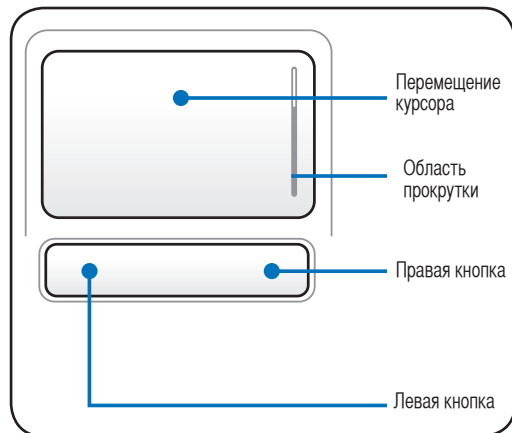 Перемещение
курсора
Область
прокрутки
Правая кнопка
Левая кнопка